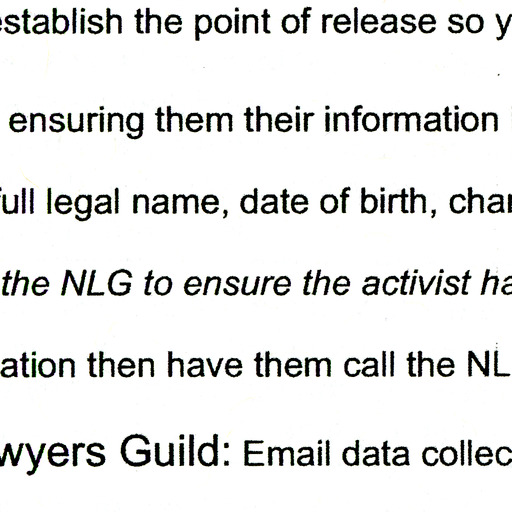 establish the point of release so y
ensuring them their information
full legal name, date of birth, char
the NLG to ensure the activist ha
ation then have them call the NL
wyers Guild: Email data collec